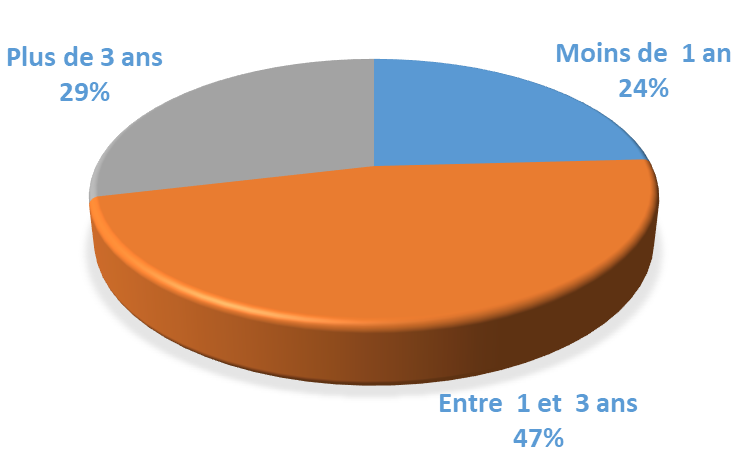 Plus de 3 ans
29%
Moins de  1 an
24%
Entre  1 et  3 ans
47%